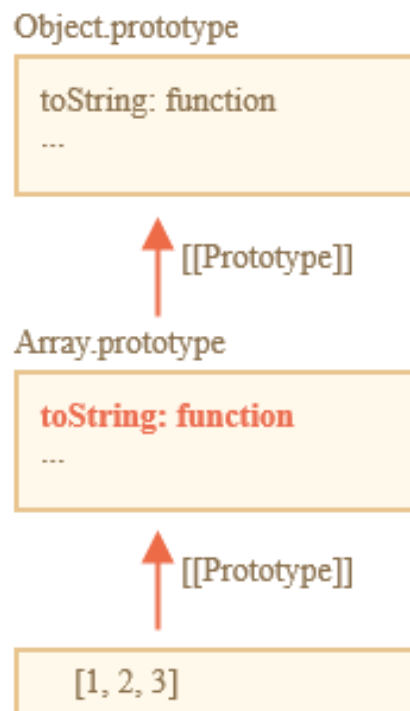 Object.prototype
toString: function
...
[[Prototype]]
Array.prototype
toString: function
...
[[Prototype]]
[1, 2, 3]